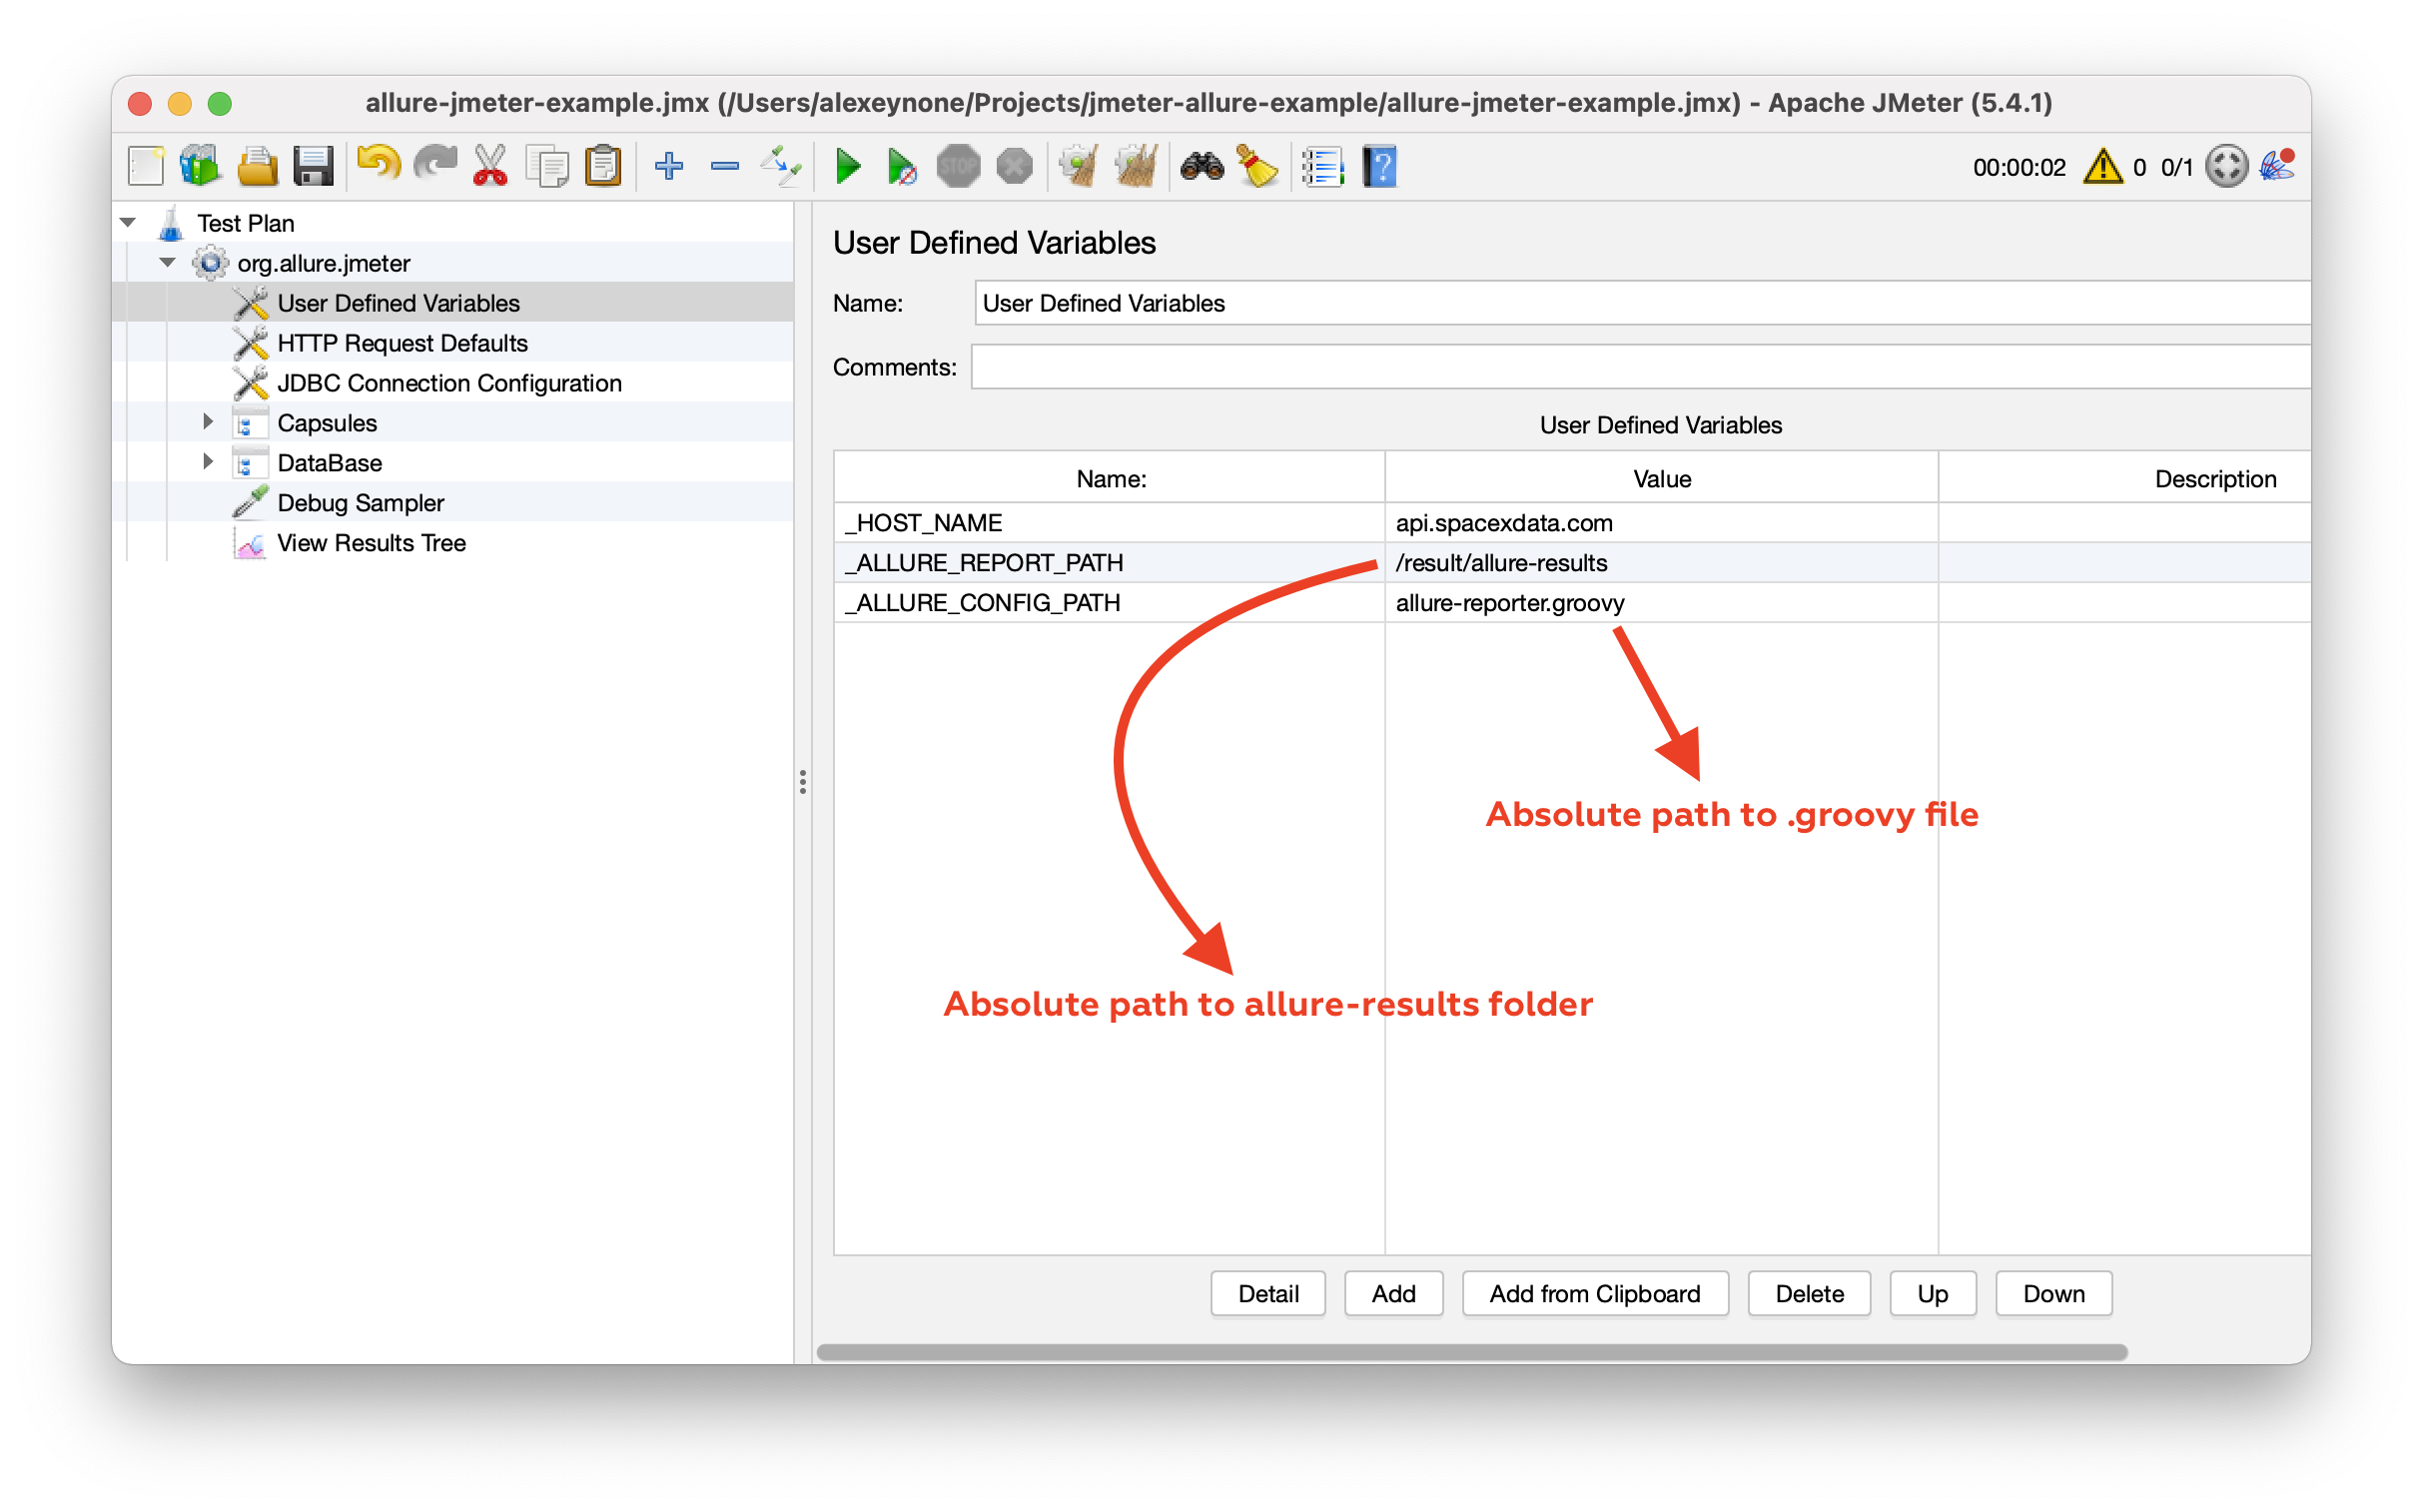 allure-jmeter-example.jmx (/Users/alexeynone/Projects/jmeter-allure-example/allure-jmeter-example.jmx) - Apache JMeter (5.4.1)
STOP
?
00:00:02
0 0/1
Test Plan
org.allure.jmeter
User Defined Variables
HTTP Request Defaults
JDBC Connection Configuration
Capsules
DataBase
Debug Sampler
View Results Tree
User Defined Variables
Name: User Defined Variables
Comments:
User Defined Variables
Name: Value Description
_HOST_NAME api.spacexdata.com
_ALLURE_REPORT_PATH /result/allure-results
_ALLURE_CONFIG_PATH allure-reporter.groovy
Absolute path to .groovy file
Absolute path to allure-results folder
Detail Add Add from Clipboard Delete Up Down